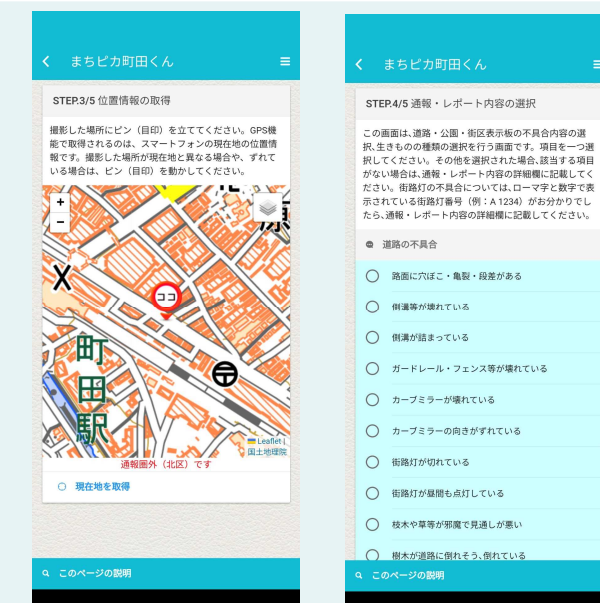 まちピカ町田くん
STEP.3/5 位置情報の取得
撮影した場所にピン（目印）を立ててください。GPS機
能で取得されるのは、スマートフォンの現在地の位置情
報です。撮影した場所が現在地と異なる場合や、ずれて
いる場合は、ピン（目印）を動かしてください。
+
−
ココ
町田駅
Leaflet |
国土地理院
通報圏外（北区）です
現在地を取得
このページの説明
まちピカ町田くん
STEP.4/5 通報・レポート内容の選択
この画面は、道路・公園・街区表示板の不具合内容の選
択、生きものの種類の選択を行う画面です。項目を一つ選
択してください。その他を選択された場合、該当する項目
がない場合は、通報・レポート内容の詳細欄に記載してく
ださい。街路灯の不具合については、ローマ字と数字で表
示されている街路灯番号（例：A 1234）がお分かりでし
たら、通報・レポート内容の詳細欄に記載してください。
道路の不具合
路面に穴ぼこ・亀裂・段差がある
側溝等が壊れている
側溝が詰まっている
ガードレール・フェンス等が壊れている
カーブミラーが壊れている
カーブミラーの向きがずれている
街路灯が切れている
街路灯が昼間も点灯している
枝木や草等が邪魔で見通しが悪い
樹木が道路に倒れそう、倒れている
このページの説明